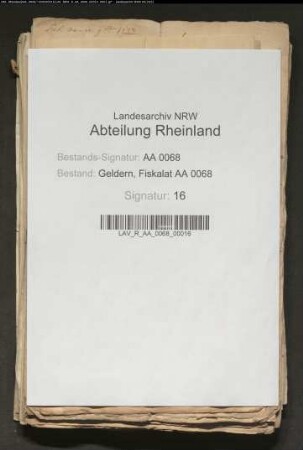 Landesarchiv NRW
Abteilung Rheinland
Bestands-Signatur: AA 0068
Bestand: Geldern, Fiskalat AA 0068
Signatur: 16
LAV_R_AA_0068_00016